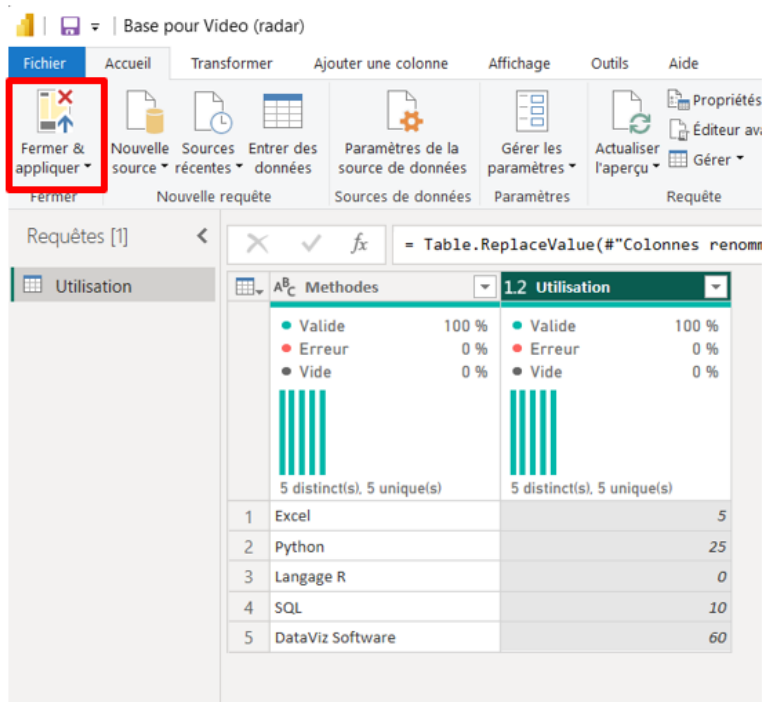 Base pour Video (radar)
Fichier Accueil Transformer Ajouter une colonne Affichage Outils Aide
Fermer & appliquer
Nouvelle source
Sources récentes
Entrer des données
Paramètres de la source de données
Gérer les paramètres
Actualiser l'aperçu
Propriétés
Éditeur
Gérer
Fermer Nouvelle requête Sources de données Paramètres Requête
Requêtes [1]
fx = Table.ReplaceValue(#"Colonnes
Utilisation
ABC Methodes 1.2 Utilisation
Valide 100 % Valide 100 %
Erreur 0 % Erreur 0 %
Vide 0 % Vide 0 %
5 distinct(s), 5 unique(s) 5 distinct(s), 5 unique(s)
1 Excel 5
2 Python 25
3 Langage R 0
4 SQL 10
5 DataViz Software 60